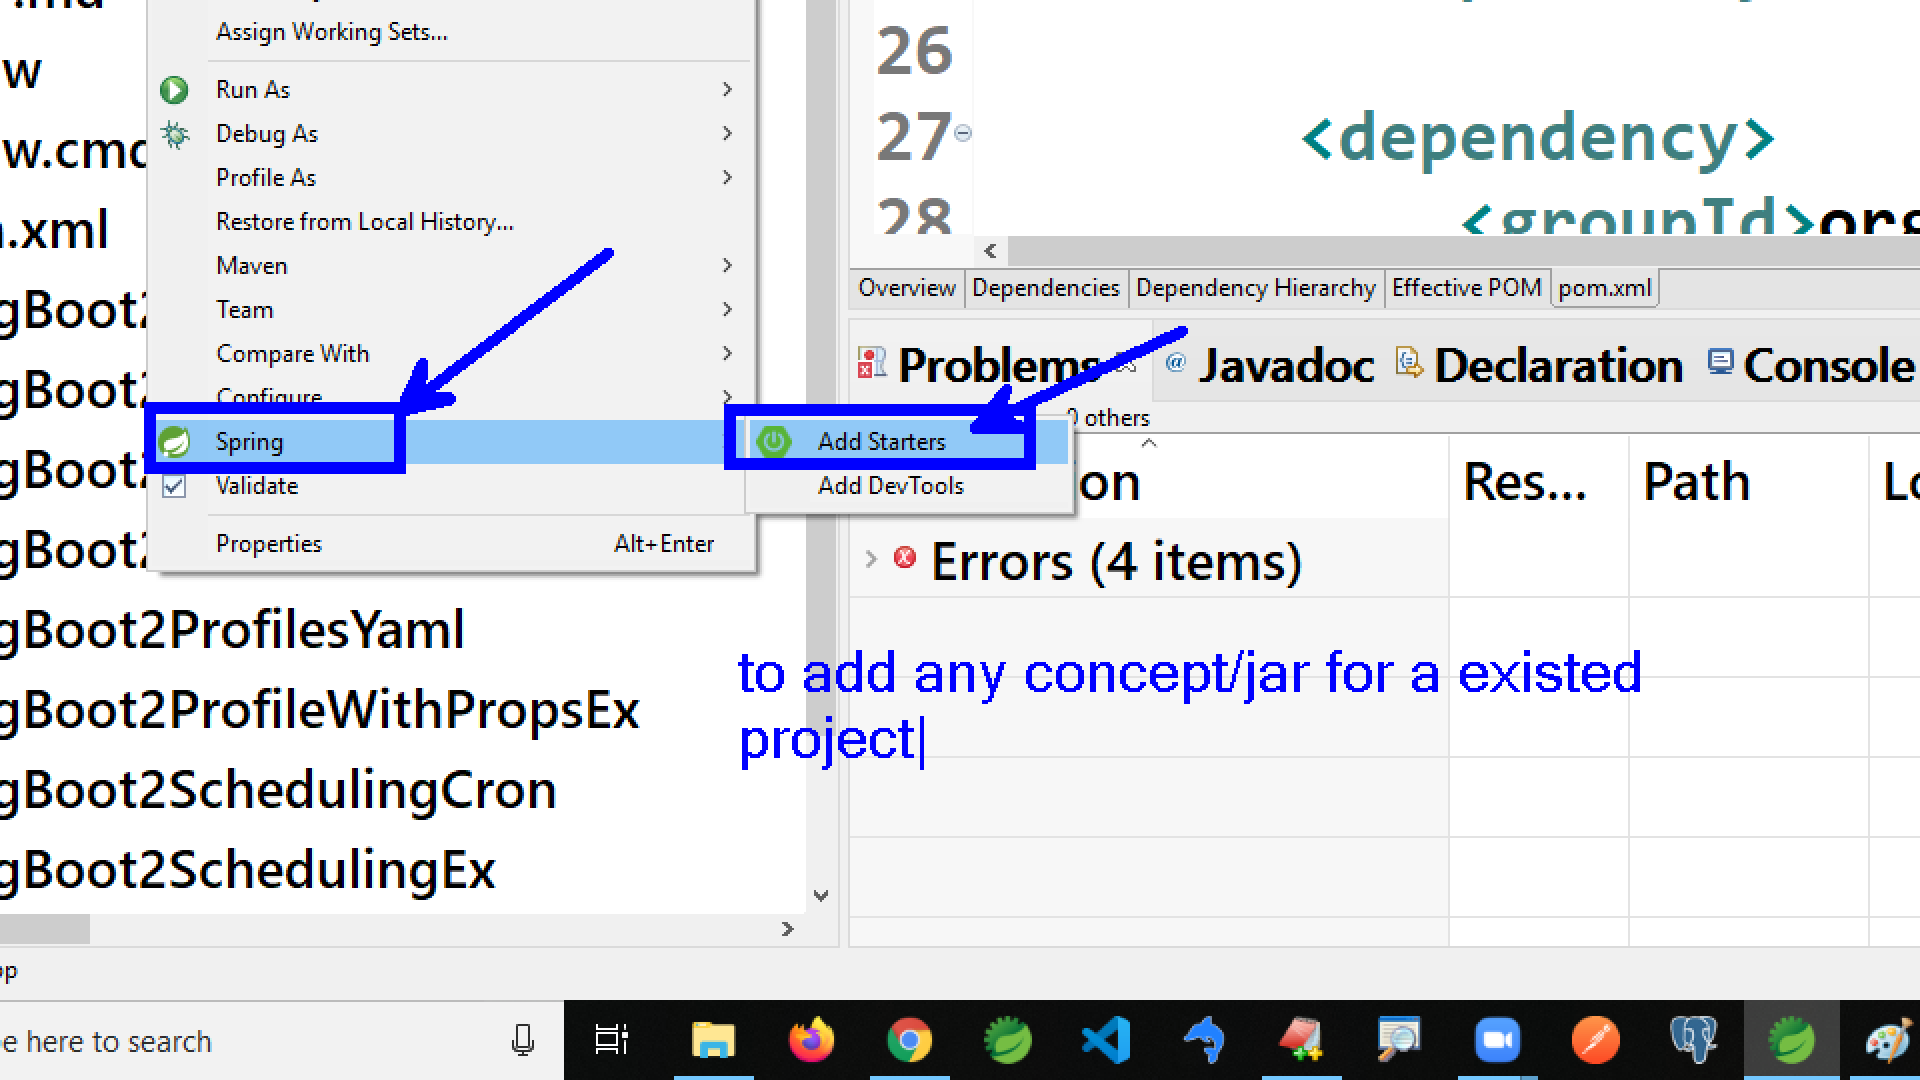 Assign Working Sets...
Run As
Debug As
Profile As
Restore from Local History...
Maven
Team
Compare With
Configure
Spring
Validate
Properties Alt+Enter
Add Starters
Add DevTools
w
w.cmd
.xml
gBoot2
gBoot2
gBoot2
gBoot2
gBoot2ProfilesYaml
gBoot2ProfileWithPropsEx
gBoot2SchedulingCron
gBoot2SchedulingEx
26
27 <dependency>
28 <groupId>org
Overview Dependencies Dependency Hierarchy Effective POM pom.xml
Problems @ Javadoc Declaration Console
others
on Res... Path Lo
Errors (4 items)
to add any concept/jar for a existed
project
op
e here to search